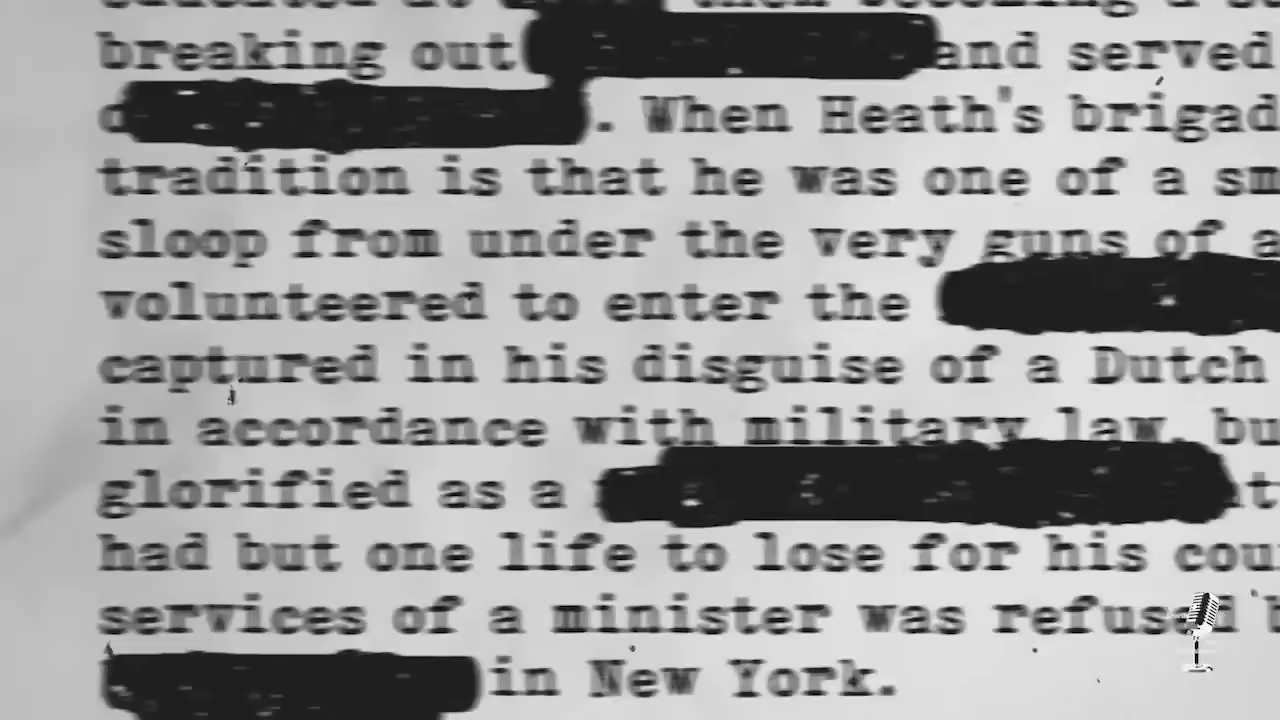 breaking out and served
. When Heath's brigad
tradition is that he was one of a sm
sloop from under the very guns of a
volunteered to enter the
captured in his disguise of a Dutch
in accordance with military law, bu
glorified as a
had but one life to lose for his cou
services of a minister was refused b
in New York.